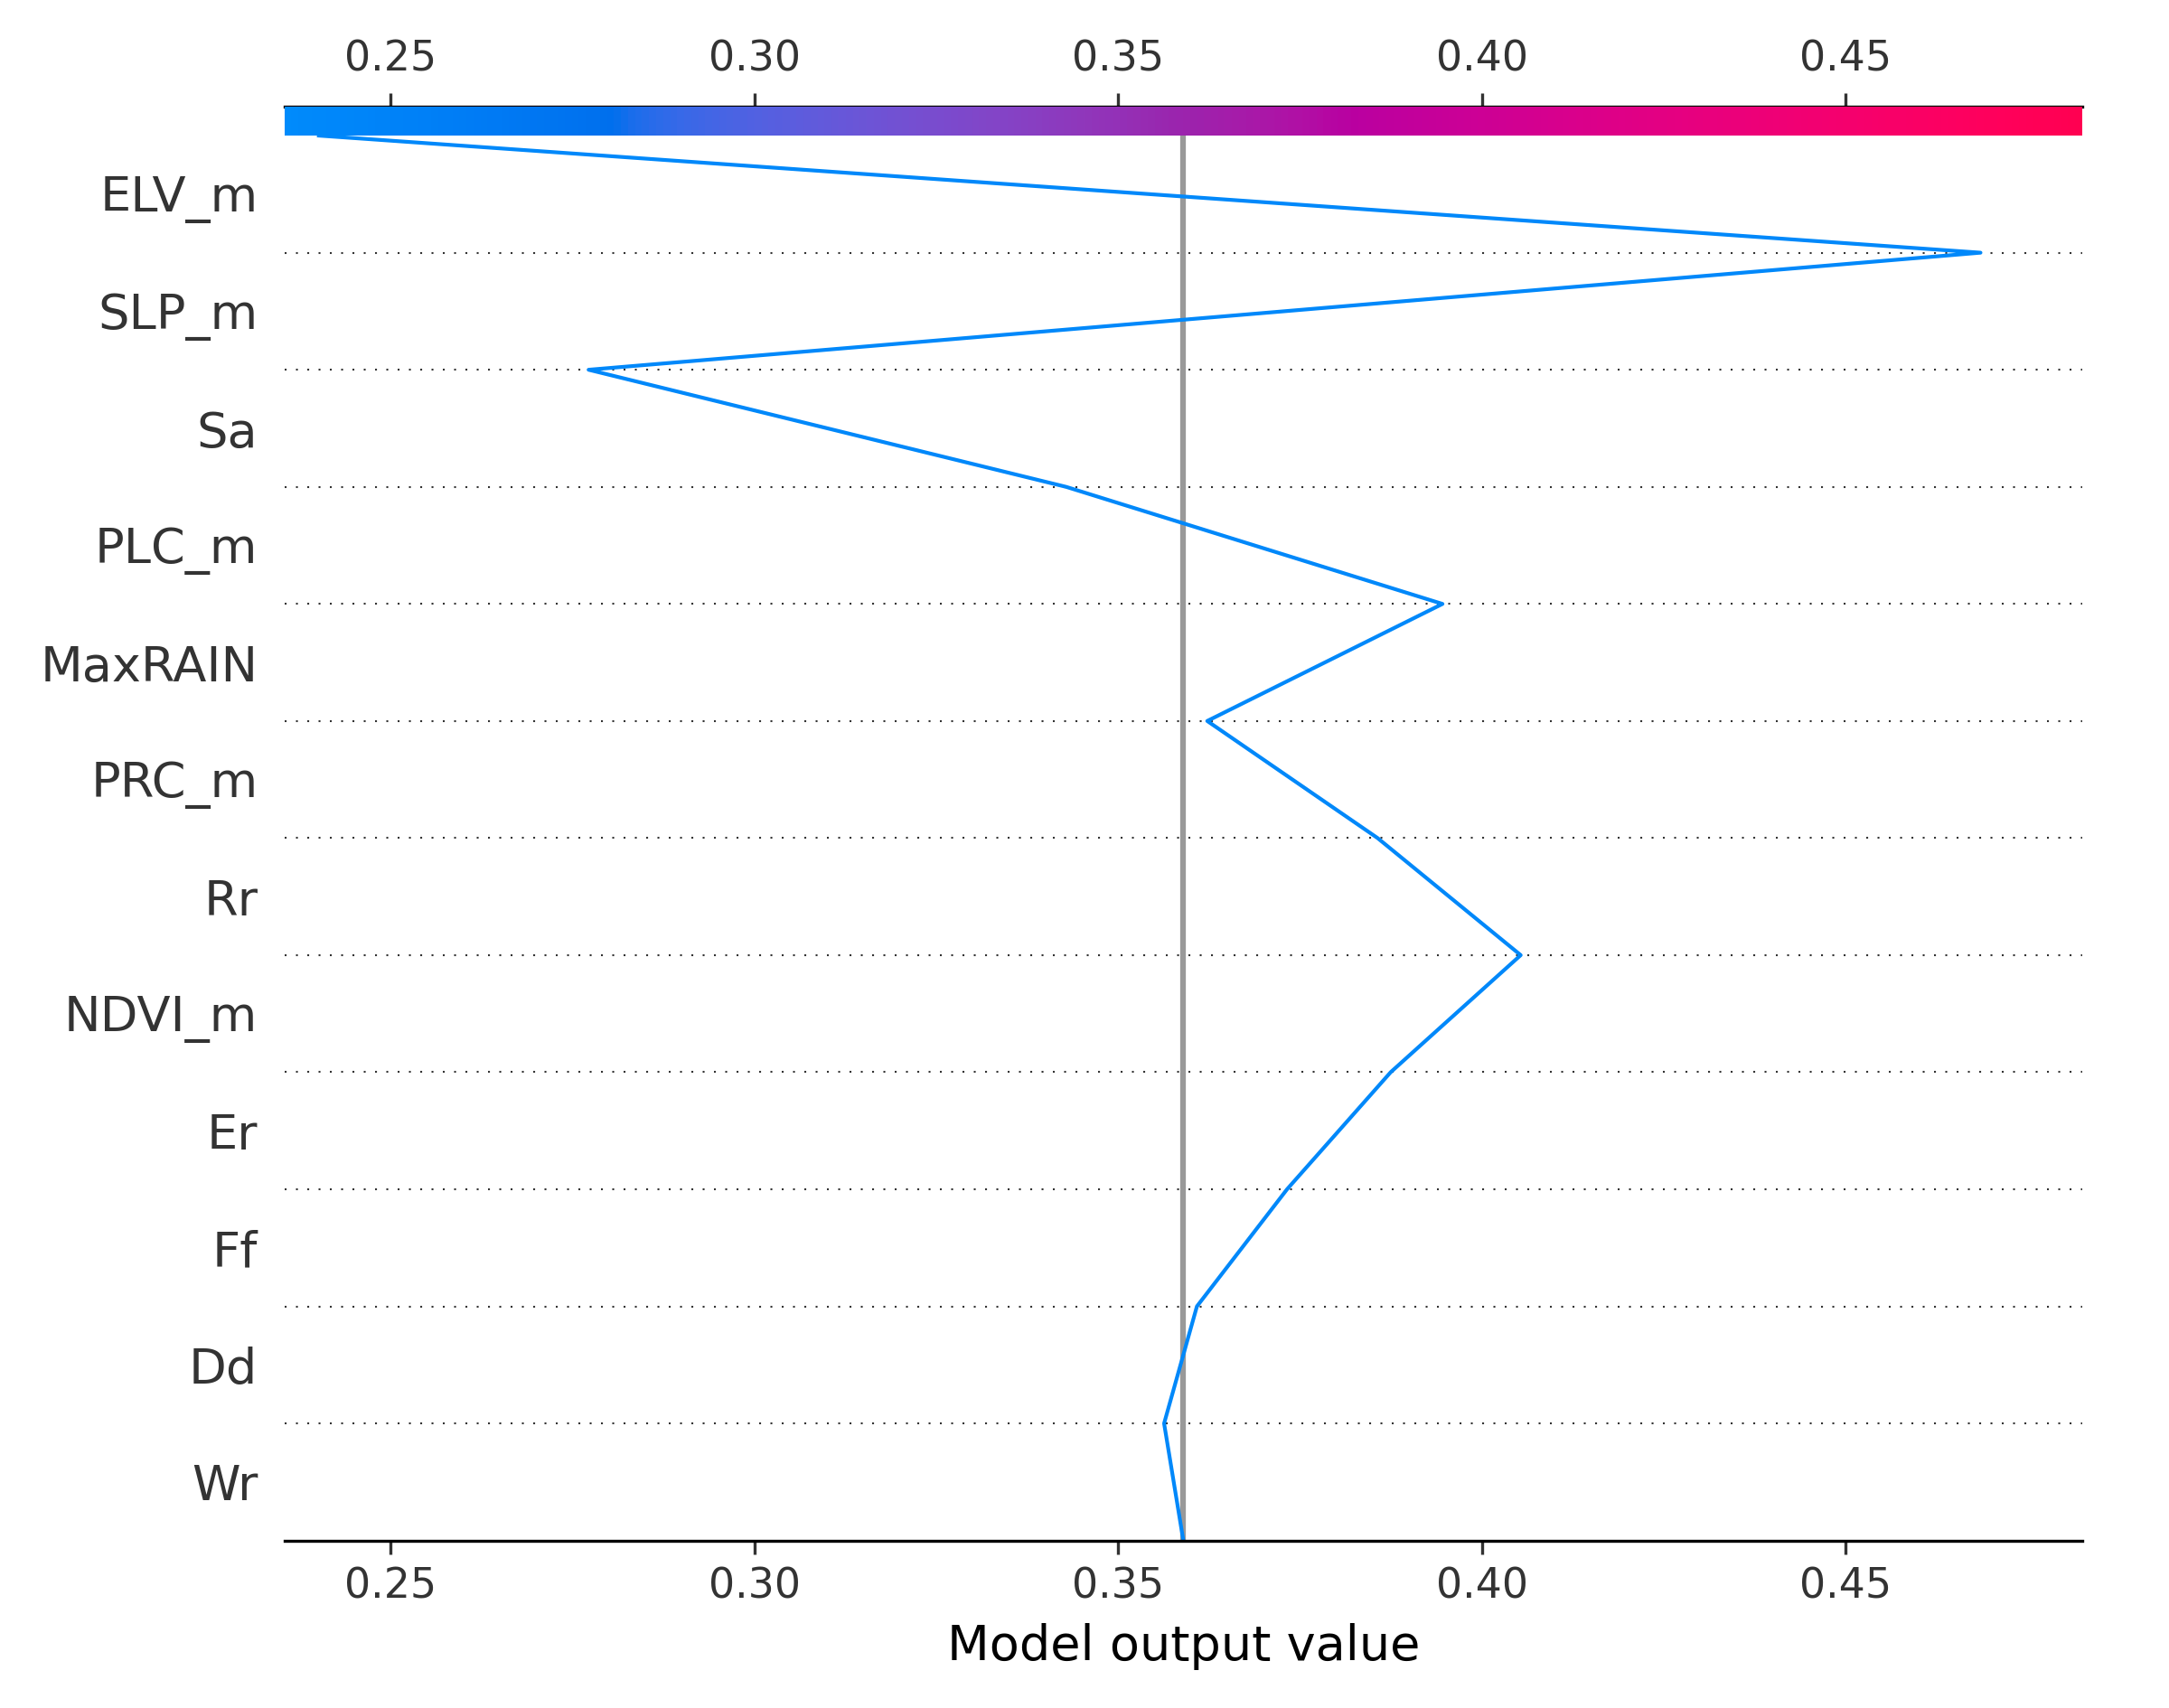 0.25 0.30 0.35 0.40 0.45
ELV_m
SLP_m
Sa
PLC_m
MaxRAIN
PRC_m
Rr
NDVI_m
Er
Ff
Dd
Wr
0.25 0.30 0.35 0.40 0.45
Model output value